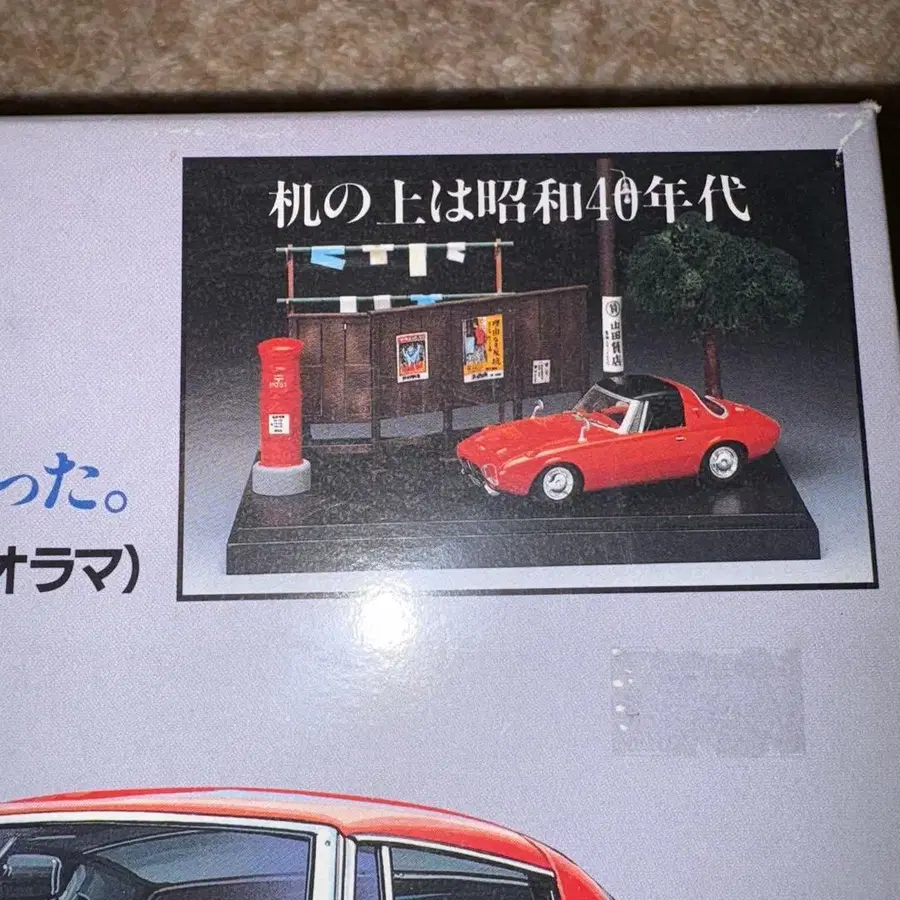 机の上は昭和40年代
山田質店
った。
オラマ)